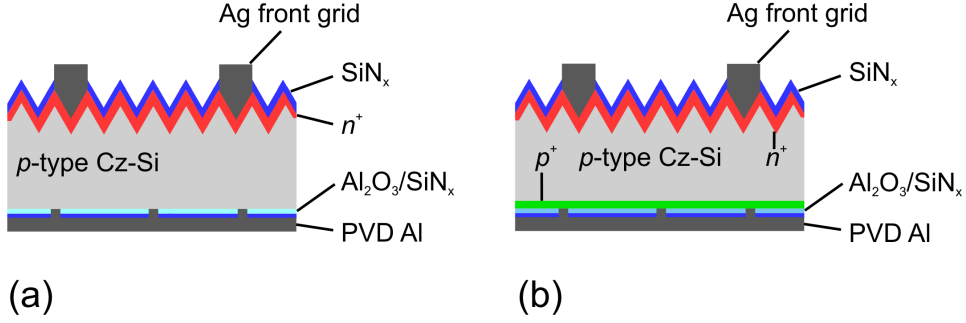 Ag front grid
SiNₓ
n⁺
p-type Cz-Si
Al₂O₃/SiNₓ
PVD Al
(a)
Ag front grid
SiNₓ
p⁺
p-type Cz-Si
n⁺
Al₂O₃/SiNₓ
PVD Al
(b)